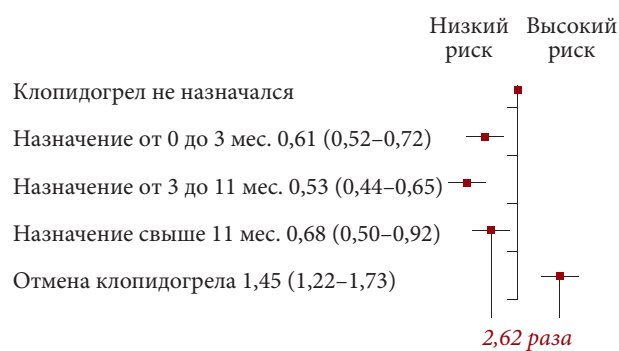 Низкий риск
Высокий риск
Клопидогрел не назначался
Назначение от 0 до 3 мес. 0,61 (0,52–0,72)
Назначение от 3 до 11 мес. 0,53 (0,44–0,65)
Назначение свыше 11 мес. 0,68 (0,50–0,92)
Отмена клопидогрела 1,45 (1,22–1,73)
2,62 раза